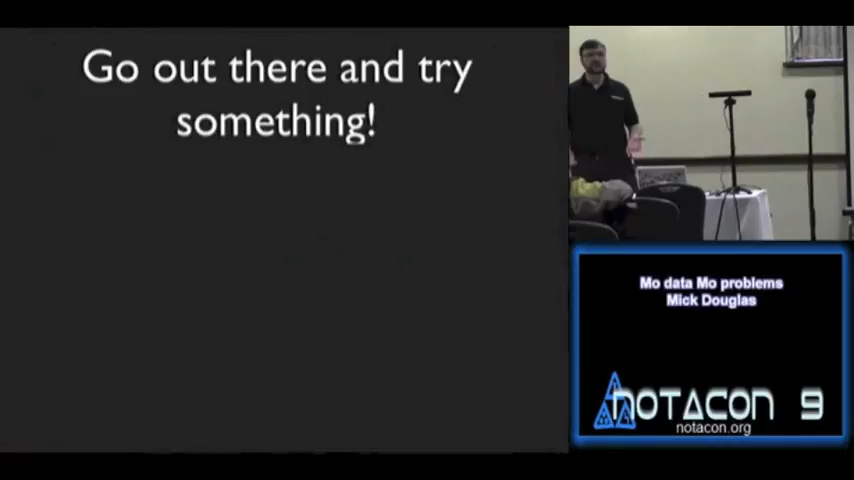 Go out there and try
something!
Mo data Mo problems
Mick Douglas
NOTACON 9
notacon.org